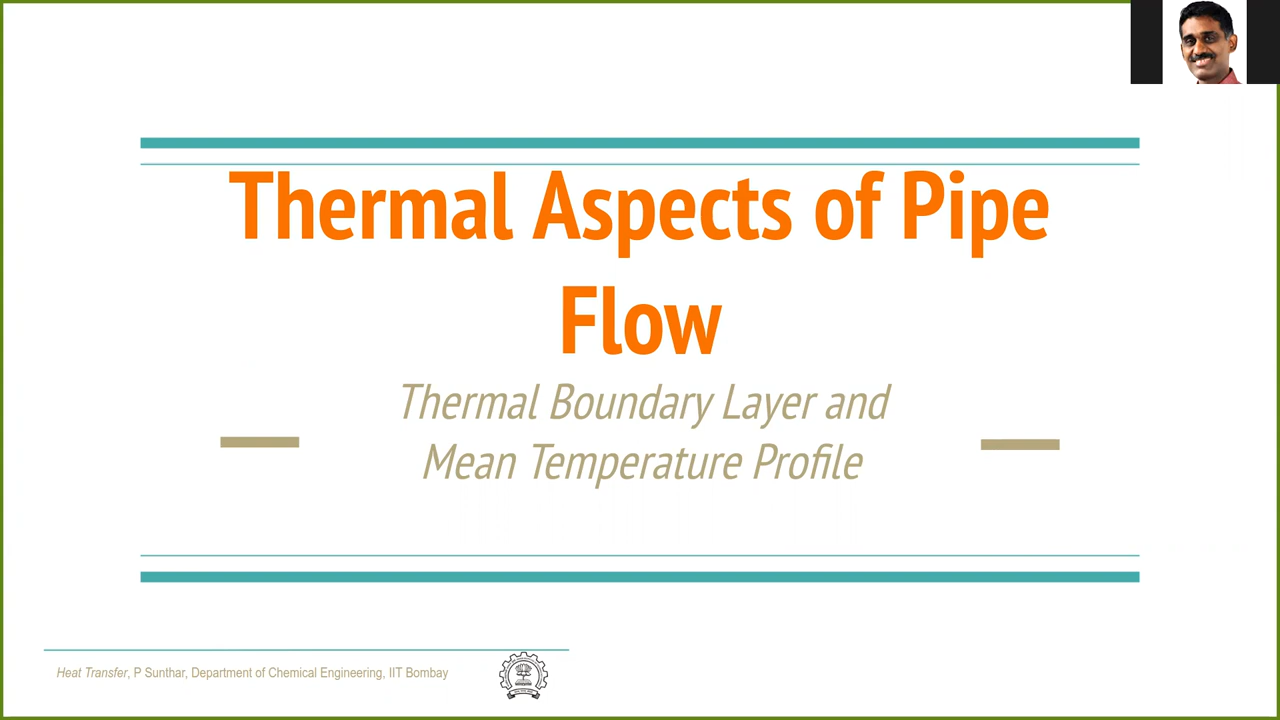 Thermal Aspects of Pipe
Flow
Thermal Boundary Layer and
Mean Temperature Profile
Heat Transfer, P Sunthar, Department of Chemical Engineering, IIT Bombay